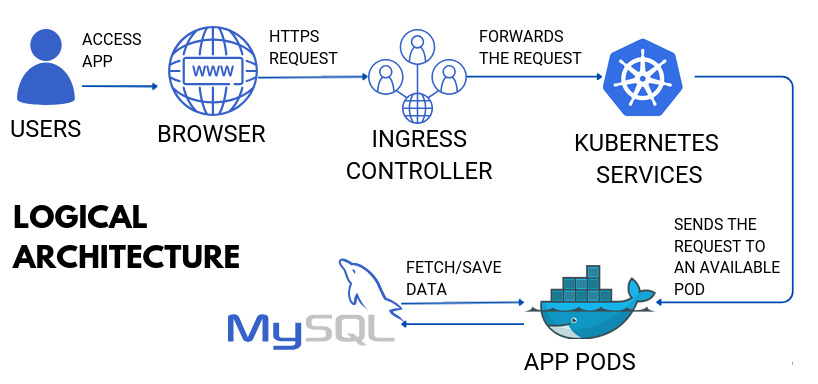 ACCESS
APP
HTTPS
REQUEST
FORWARDS
THE REQUEST
WWW
USERS
BROWSER
INGRESS
CONTROLLER
KUBERNETES
SERVICES
LOGICAL
ARCHITECTURE
SENDS THE
REQUEST TO
AN AVAILABLE
POD
FETCH/SAVE
DATA
MySQL
APP PODS